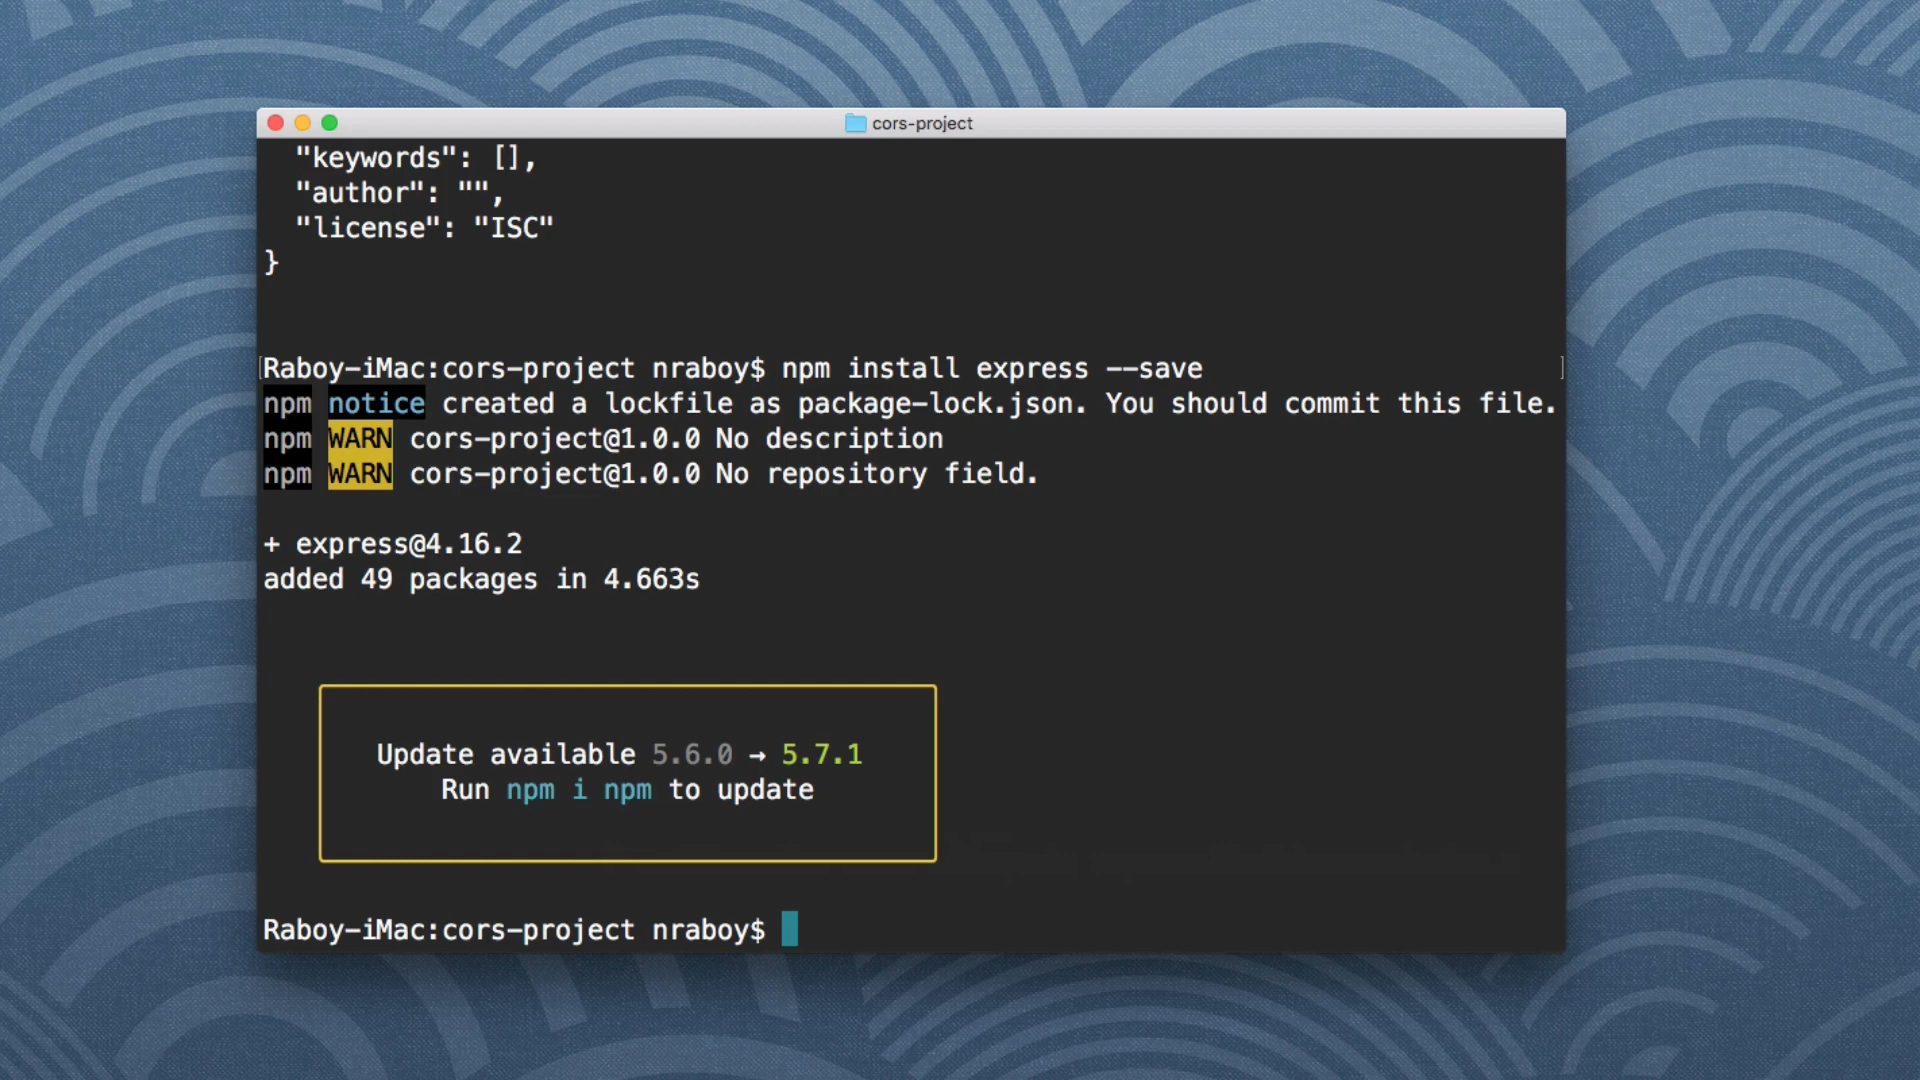 cors-project
"keywords": [],
"author": "",
"license": "ISC"
}
[Raboy-iMac:cors-project nraboy$ npm install express --save ]
npm notice created a lockfile as package-lock.json. You should commit this file.
npm WARN cors-project@1.0.0 No description
npm WARN cors-project@1.0.0 No repository field.
+ express@4.16.2
added 49 packages in 4.663s
Update available 5.6.0 → 5.7.1
Run npm i npm to update
Raboy-iMac:cors-project nraboy$